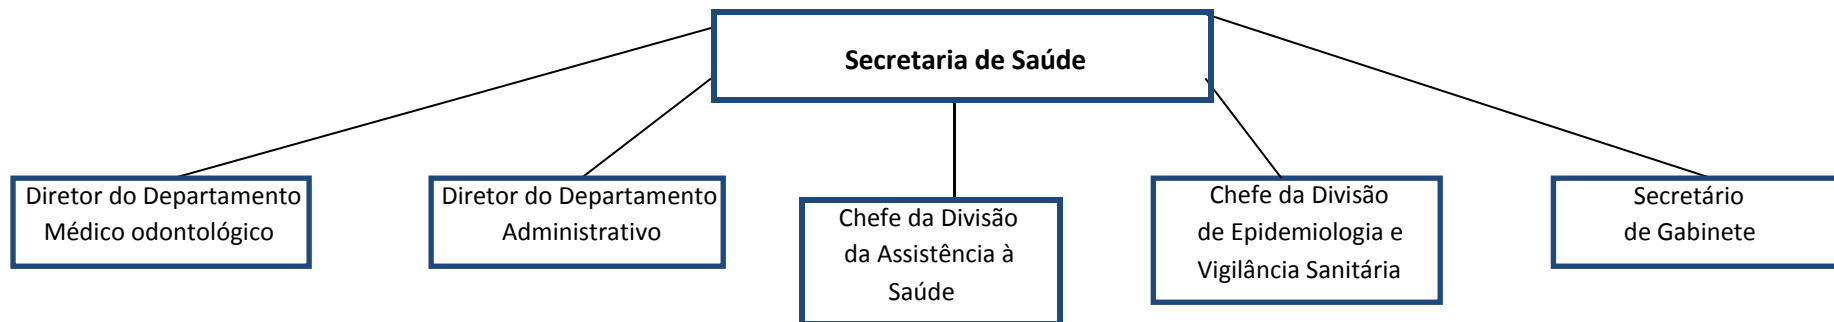 Secretaria de Saúde
Diretor do Departamento
Médico odontológico
Diretor do Departamento
Administrativo
Chefe da Divisão
da Assistência à
Saúde
Chefe da Divisão
de Epidemiologia e
Vigilância Sanitária
Secretário
de Gabinete